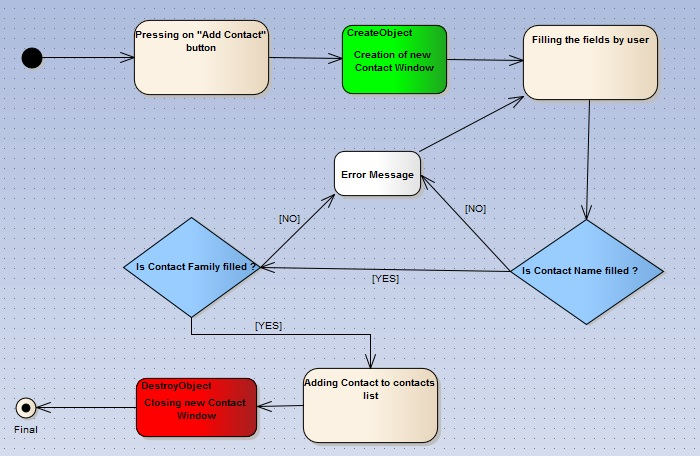 Pressing on "Add Contact"
button
CreateObject
Creation of new
Contact Window
Filling the fields by user
Error Message
[NO]
[NO]
Is Contact Family filled ?
Is Contact Name filled ?
[YES]
[YES]
Adding Contact to contacts
list
DestroyObject
Closing new Contact
Window
Final